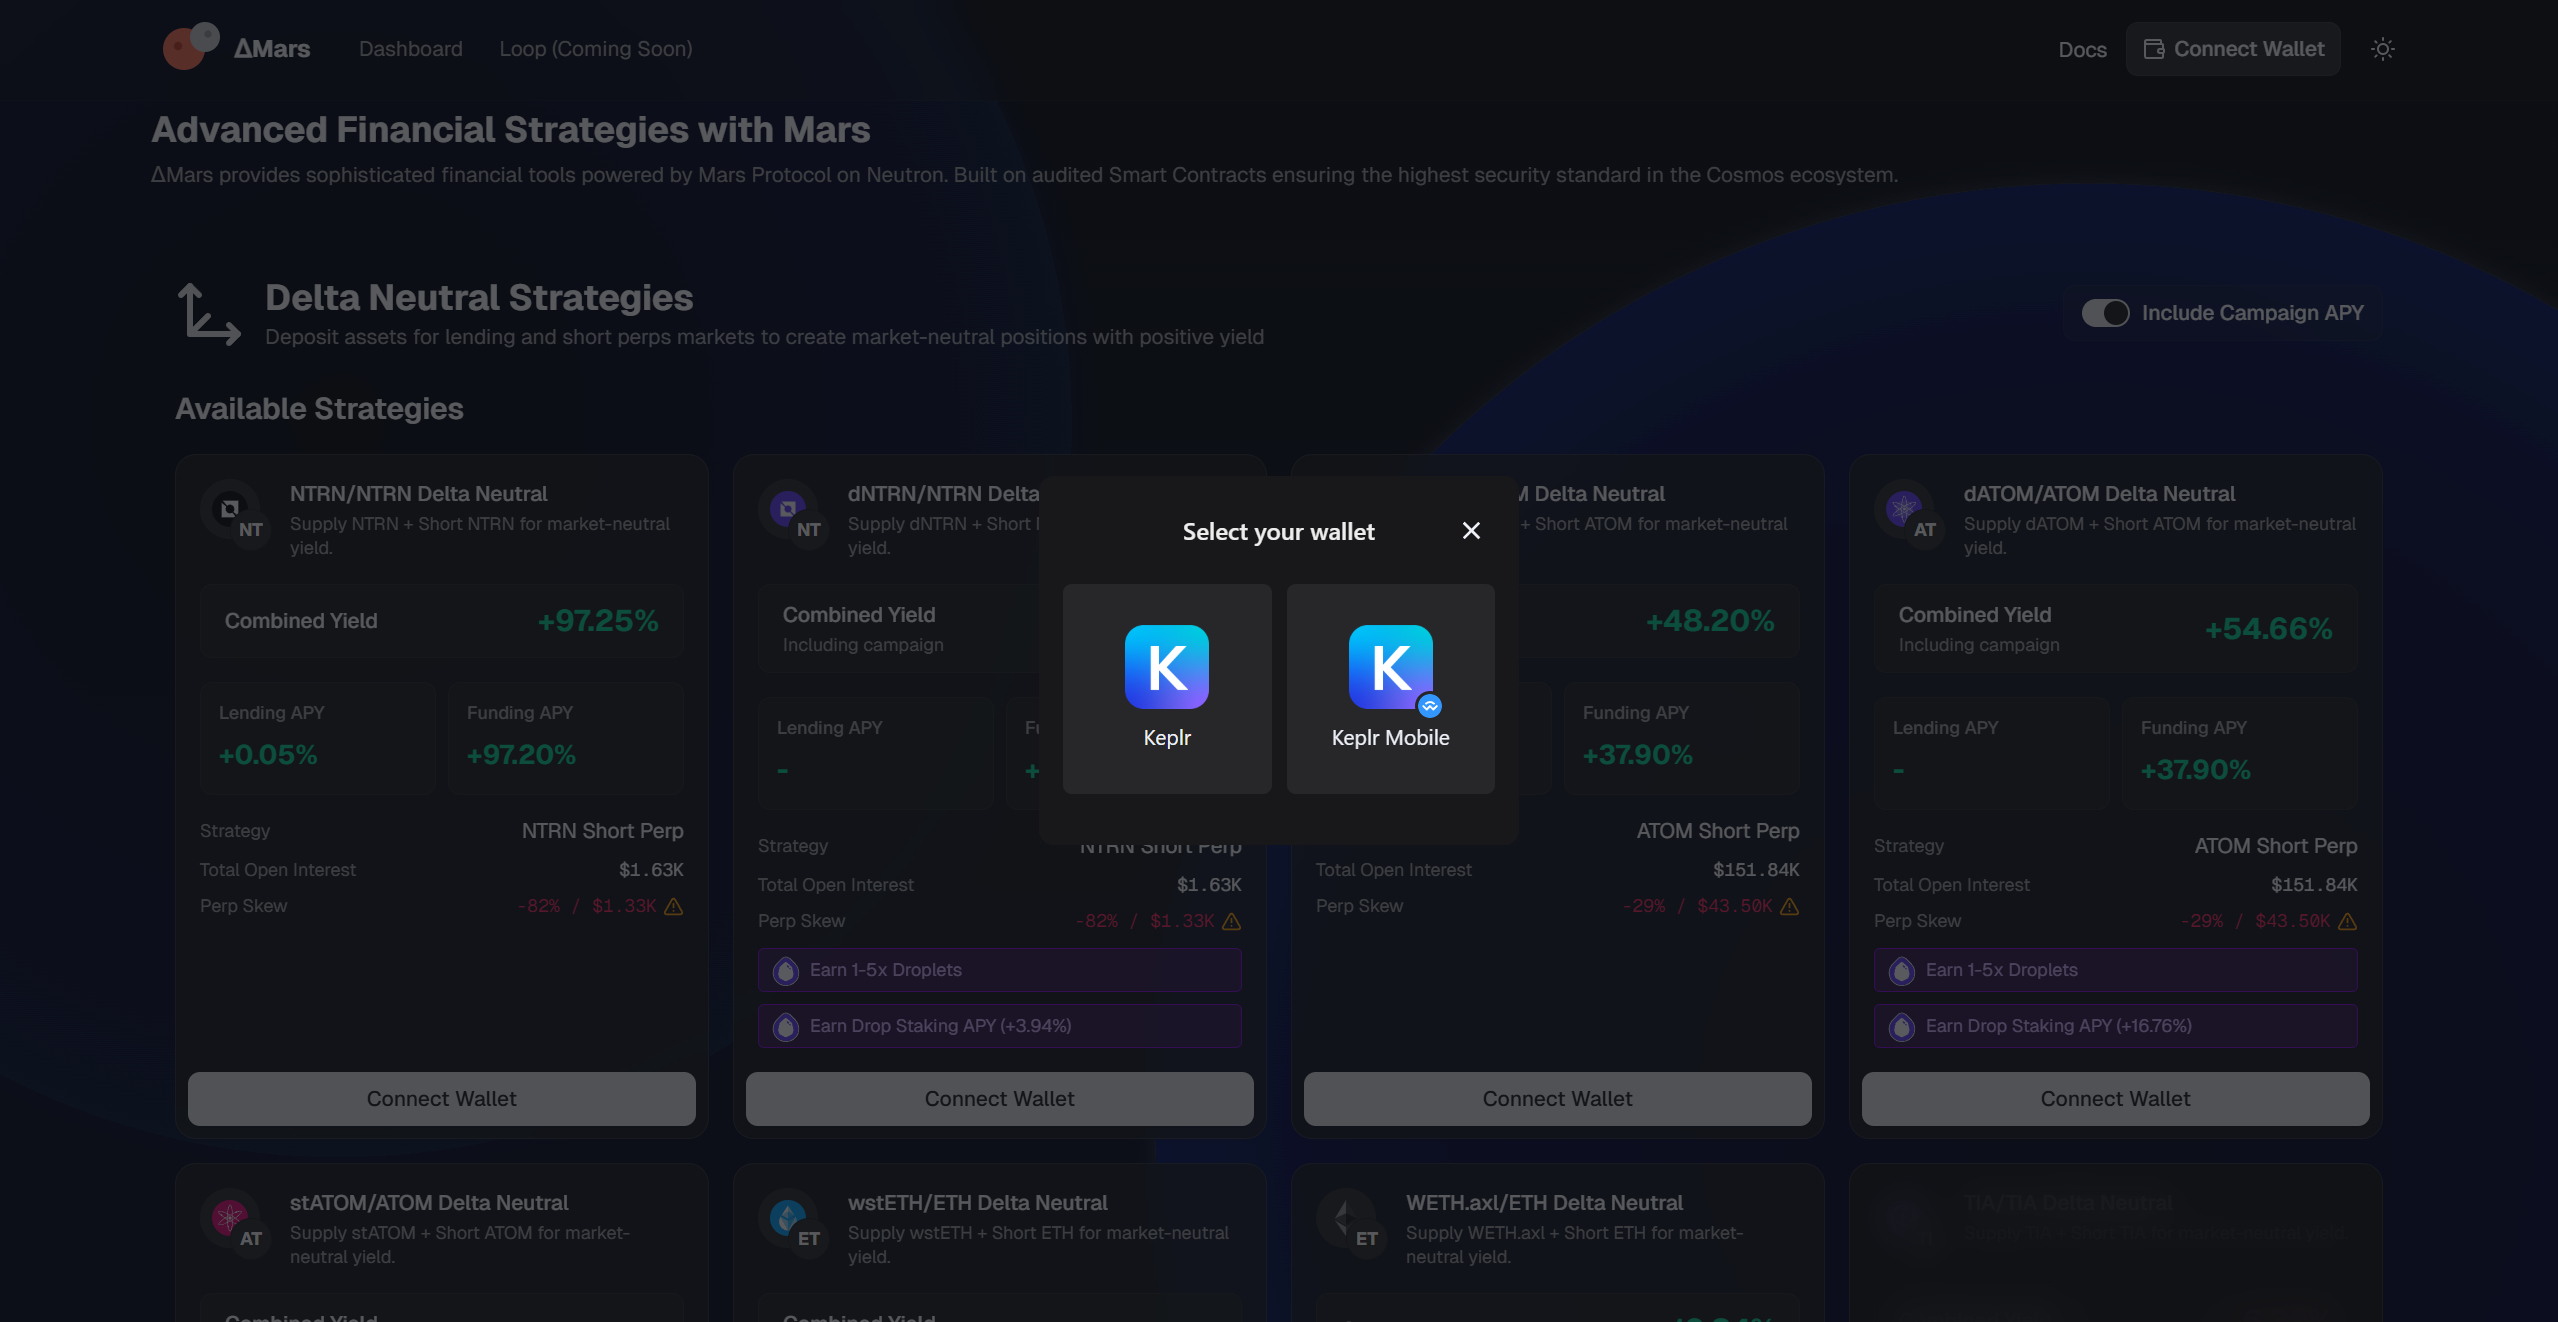 ΔMars
Dashboard
Loop (Coming Soon)
Docs
Connect Wallet
Advanced Financial Strategies with Mars
ΔMars provides sophisticated financial tools powered by Mars Protocol on Neutron. Built on audited Smart Contracts ensuring the highest security standard in the Cosmos ecosystem.
Delta Neutral Strategies
Deposit assets for lending and short perps markets to create market-neutral positions with positive yield
Include Campaign APY
Available Strategies
NT
NTRN/NTRN Delta Neutral
Supply NTRN + Short NTRN for market-neutral
yield.
Combined Yield
+97.25%
Lending APY
+0.05%
Funding APY
+97.20%
Strategy
NTRN Short Perp
Total Open Interest
$1.63K
Perp Skew
-82% / $1.33K
Connect Wallet
NT
dNTRN/NTRN Delta
Supply dNTRN + Short
yield.
Combined Yield
Including campaign
Lending APY
-
+
Strategy
NTRN Short Perp
Total Open Interest
$1.63K
Perp Skew
-82% / $1.33K
Earn 1-5x Droplets
Earn Drop Staking APY (+3.94%)
Connect Wallet
Select your wallet
K
Keplr
K
Keplr Mobile
Delta Neutral
+ Short ATOM for market-neutral
+48.20%
Funding APY
+37.90%
ATOM Short Perp
Total Open Interest
$151.84K
Perp Skew
-29% / $43.50K
Connect Wallet
AT
dATOM/ATOM Delta Neutral
Supply dATOM + Short ATOM for market-neutral
yield.
Combined Yield
Including campaign
+54.66%
Lending APY
-
Funding APY
+37.90%
Strategy
ATOM Short Perp
Total Open Interest
$151.84K
Perp Skew
-29% / $43.50K
Earn 1-5x Droplets
Earn Drop Staking APY (+16.76%)
Connect Wallet
AT
stATOM/ATOM Delta Neutral
Supply stATOM + Short ATOM for market-
neutral yield.
Combined Yield
ET
wstETH/ETH Delta Neutral
Supply wstETH + Short ETH for market-neutral
yield.
Combined Yield
ET
WETH.axl/ETH Delta Neutral
Supply WETH.axl + Short ETH for market-
neutral yield.
TIA/TIA Delta Neutral
Supply TIA + Short TIA for market-neutral yield.